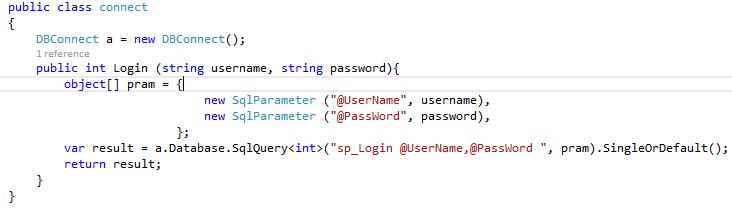 public class connect
{
DBConnect a = new DBConnect();
1 reference
public int Login (string username, string password){
object[] pram = {
new SqlParameter ("@UserName", username),
new SqlParameter ("@PassWord", password),
};
var result = a.Database.SqlQuery<int>("sp_Login @UserName,@PassWord ", pram).SingleOrDefault();
return result;
}
}